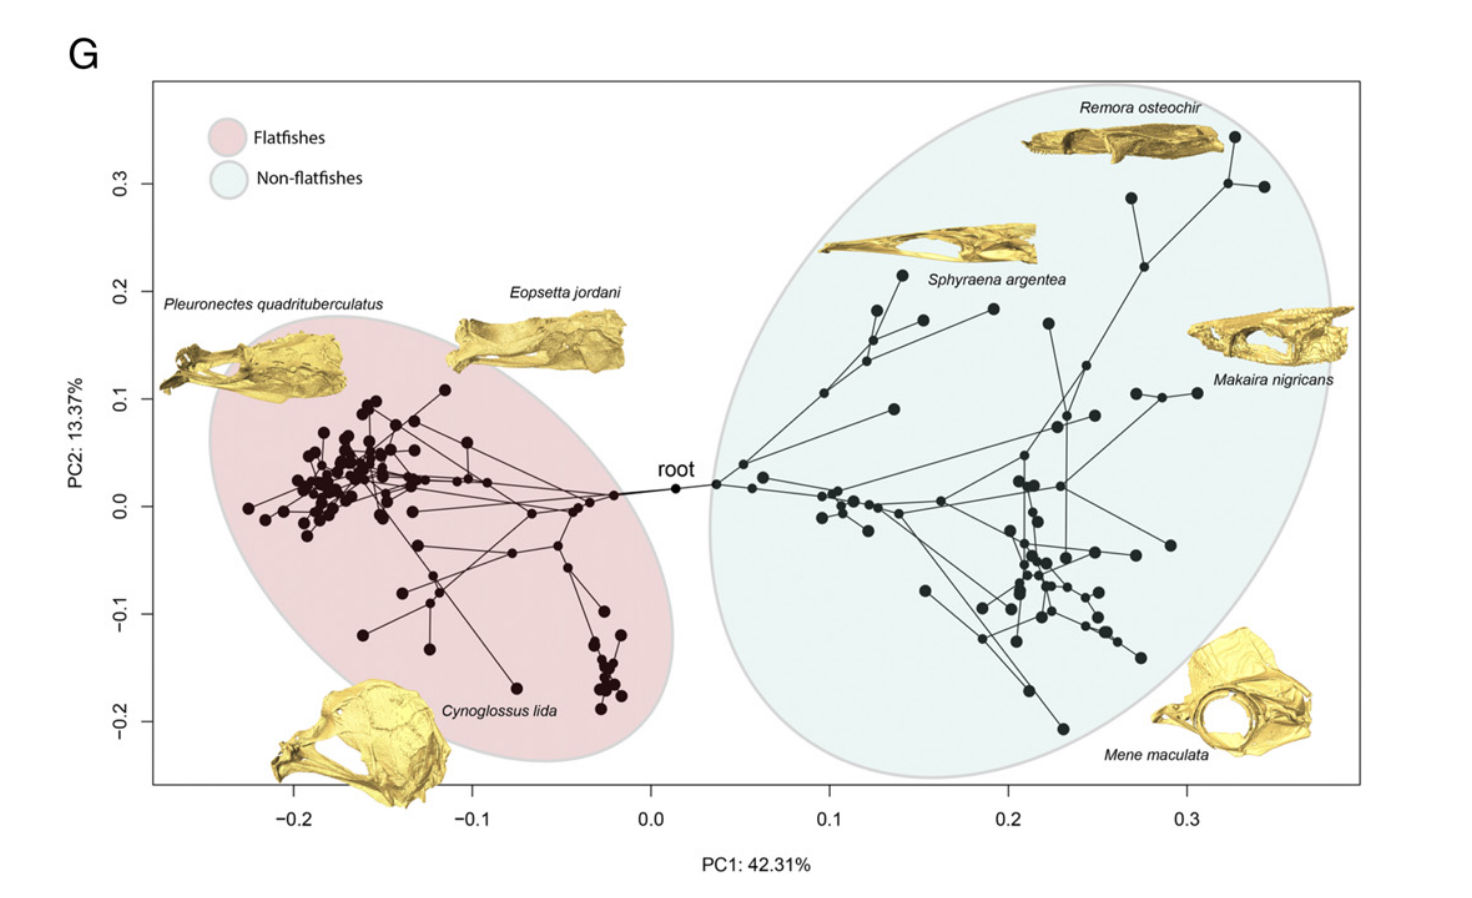 G
Flatfishes
Non-flatfishes
Remora osteochir
Sphyraena argentea
Pleuronectes quadrituberculatus
Eopsetta jordani
Makaira nigricans
root
Cynoglossus lida
Mene maculata
PC2: 13.37%
0.3
0.2
0.1
0.0
−0.1
−0.2
−0.2
−0.1
0.0
0.1
0.2
0.3
PC1: 42.31%